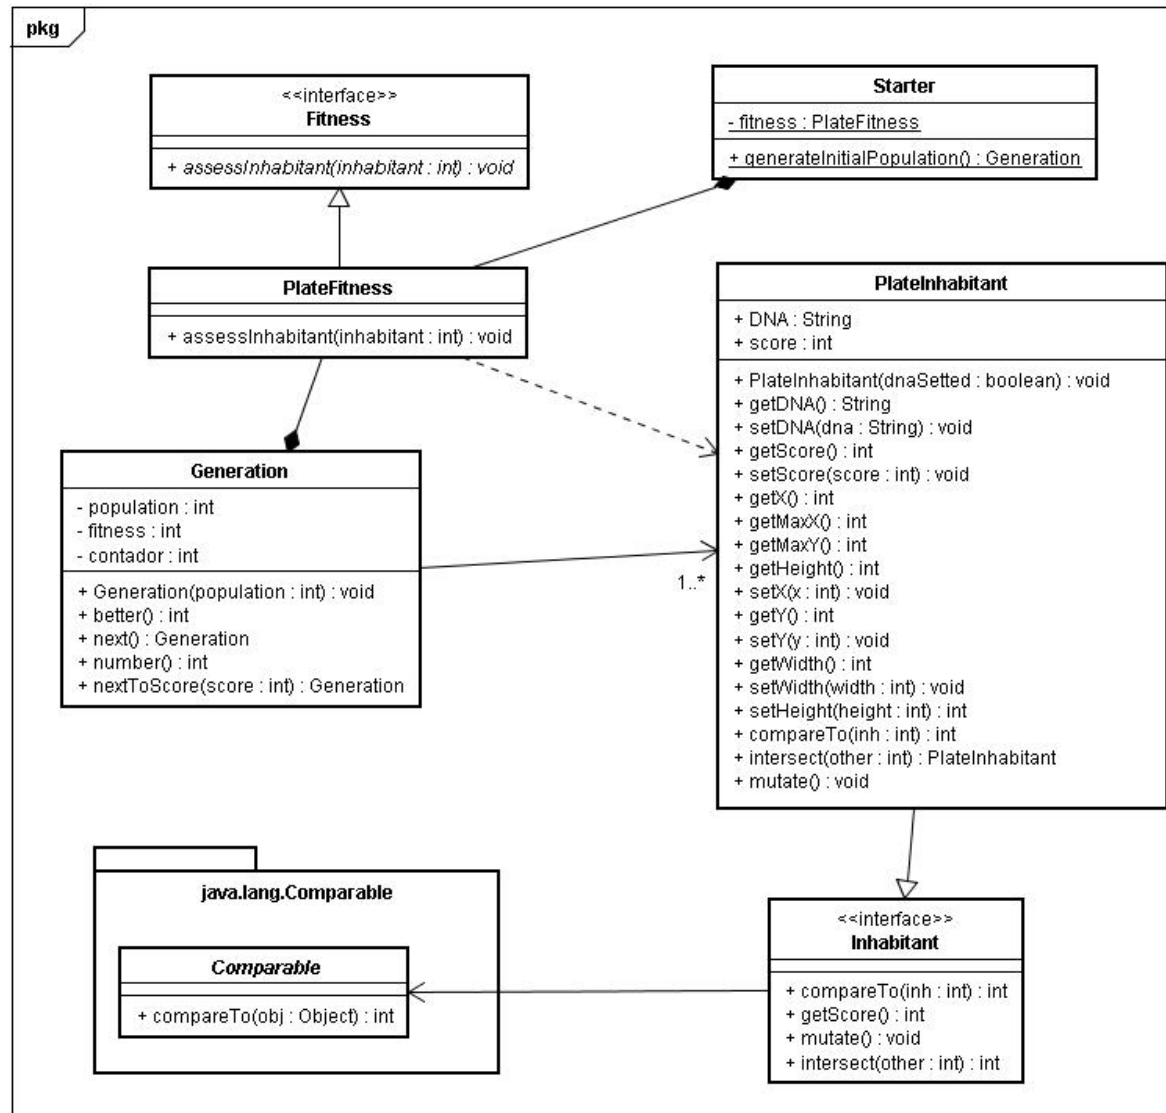 pkg
<<interface>>
Fitness
+ assessInhabitant(inhabitant : int) : void
Starter
- fitness : PlateFitness
+ generateInitialPopulation() : Generation
PlateFitness
+ assessInhabitant(inhabitant : int) : void
PlateInhabitant
+ DNA : String
+ score : int
+ PlateInhabitant(dnaSetted : boolean) : void
+ getDNA() : String
+ setDNA(dna : String) : void
+ getScore() : int
+ setScore(score : int) : void
+ getX() : int
+ getMaxX() : int
+ getMaxY() : int
+ getHeight() : int
+ setX(x : int) : void
+ getY() : int
+ setY(y : int) : void
+ getWidth() : int
+ setWidth(width : int) : void
+ setHeight(height : int) : int
+ compareTo(inh : int) : int
+ intersect(other : int) : PlateInhabitant
+ mutate() : void
Generation
- population : int
- fitness : int
- contador : int
+ Generation(population : int) : void
+ better() : int
+ next() : Generation
+ number() : int
+ nextToScore(score : int) : Generation
1..*
java.lang.Comparable
Comparable
+ compareTo(obj : Object) : int
<<interface>>
Inhabitant
+ compareTo(inh : int) : int
+ getScore() : int
+ mutate() : void
+ intersect(other : int) : int